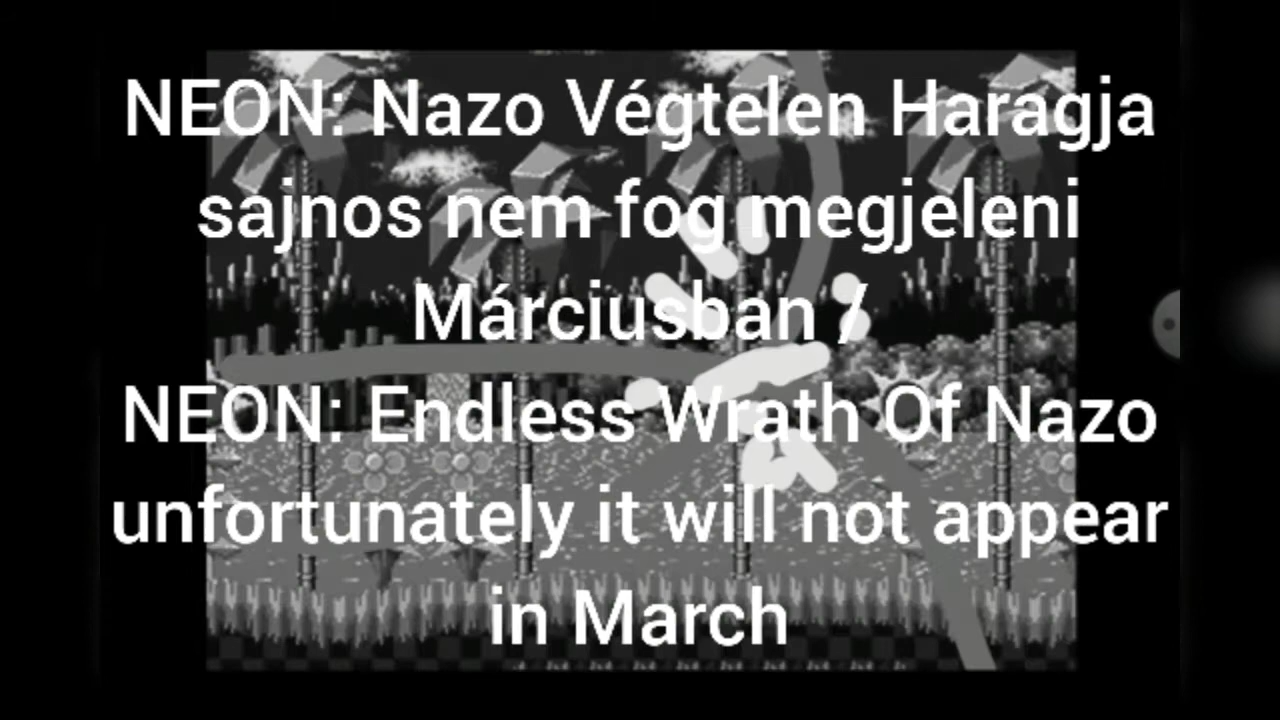 NEON: Nazo Végtelen Haragja
sajnos nem fog megjeleni
Márciusban /
NEON: Endless Wrath Of Nazo
unfortunately it will not appear
in March